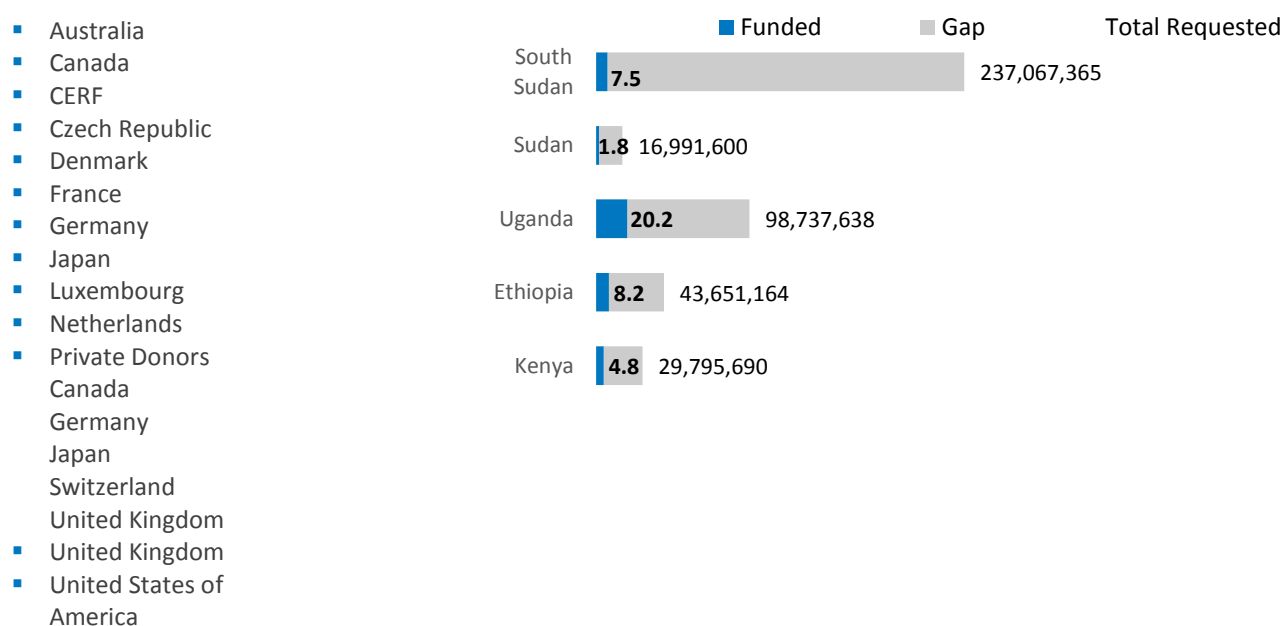 Australia
Canada
CERF
Czech Republic
Denmark
France
Germany
Japan
Luxembourg
Netherlands
Private Donors
Canada
Germany
Japan
Switzerland
United Kingdom
United Kingdom
United States of
America
Funded Gap Total Requested
South
Sudan
7.5 237,067,365
Sudan 1.8 16,991,600
Uganda 20.2 98,737,638
Ethiopia 8.2 43,651,164
Kenya 4.8 29,795,690